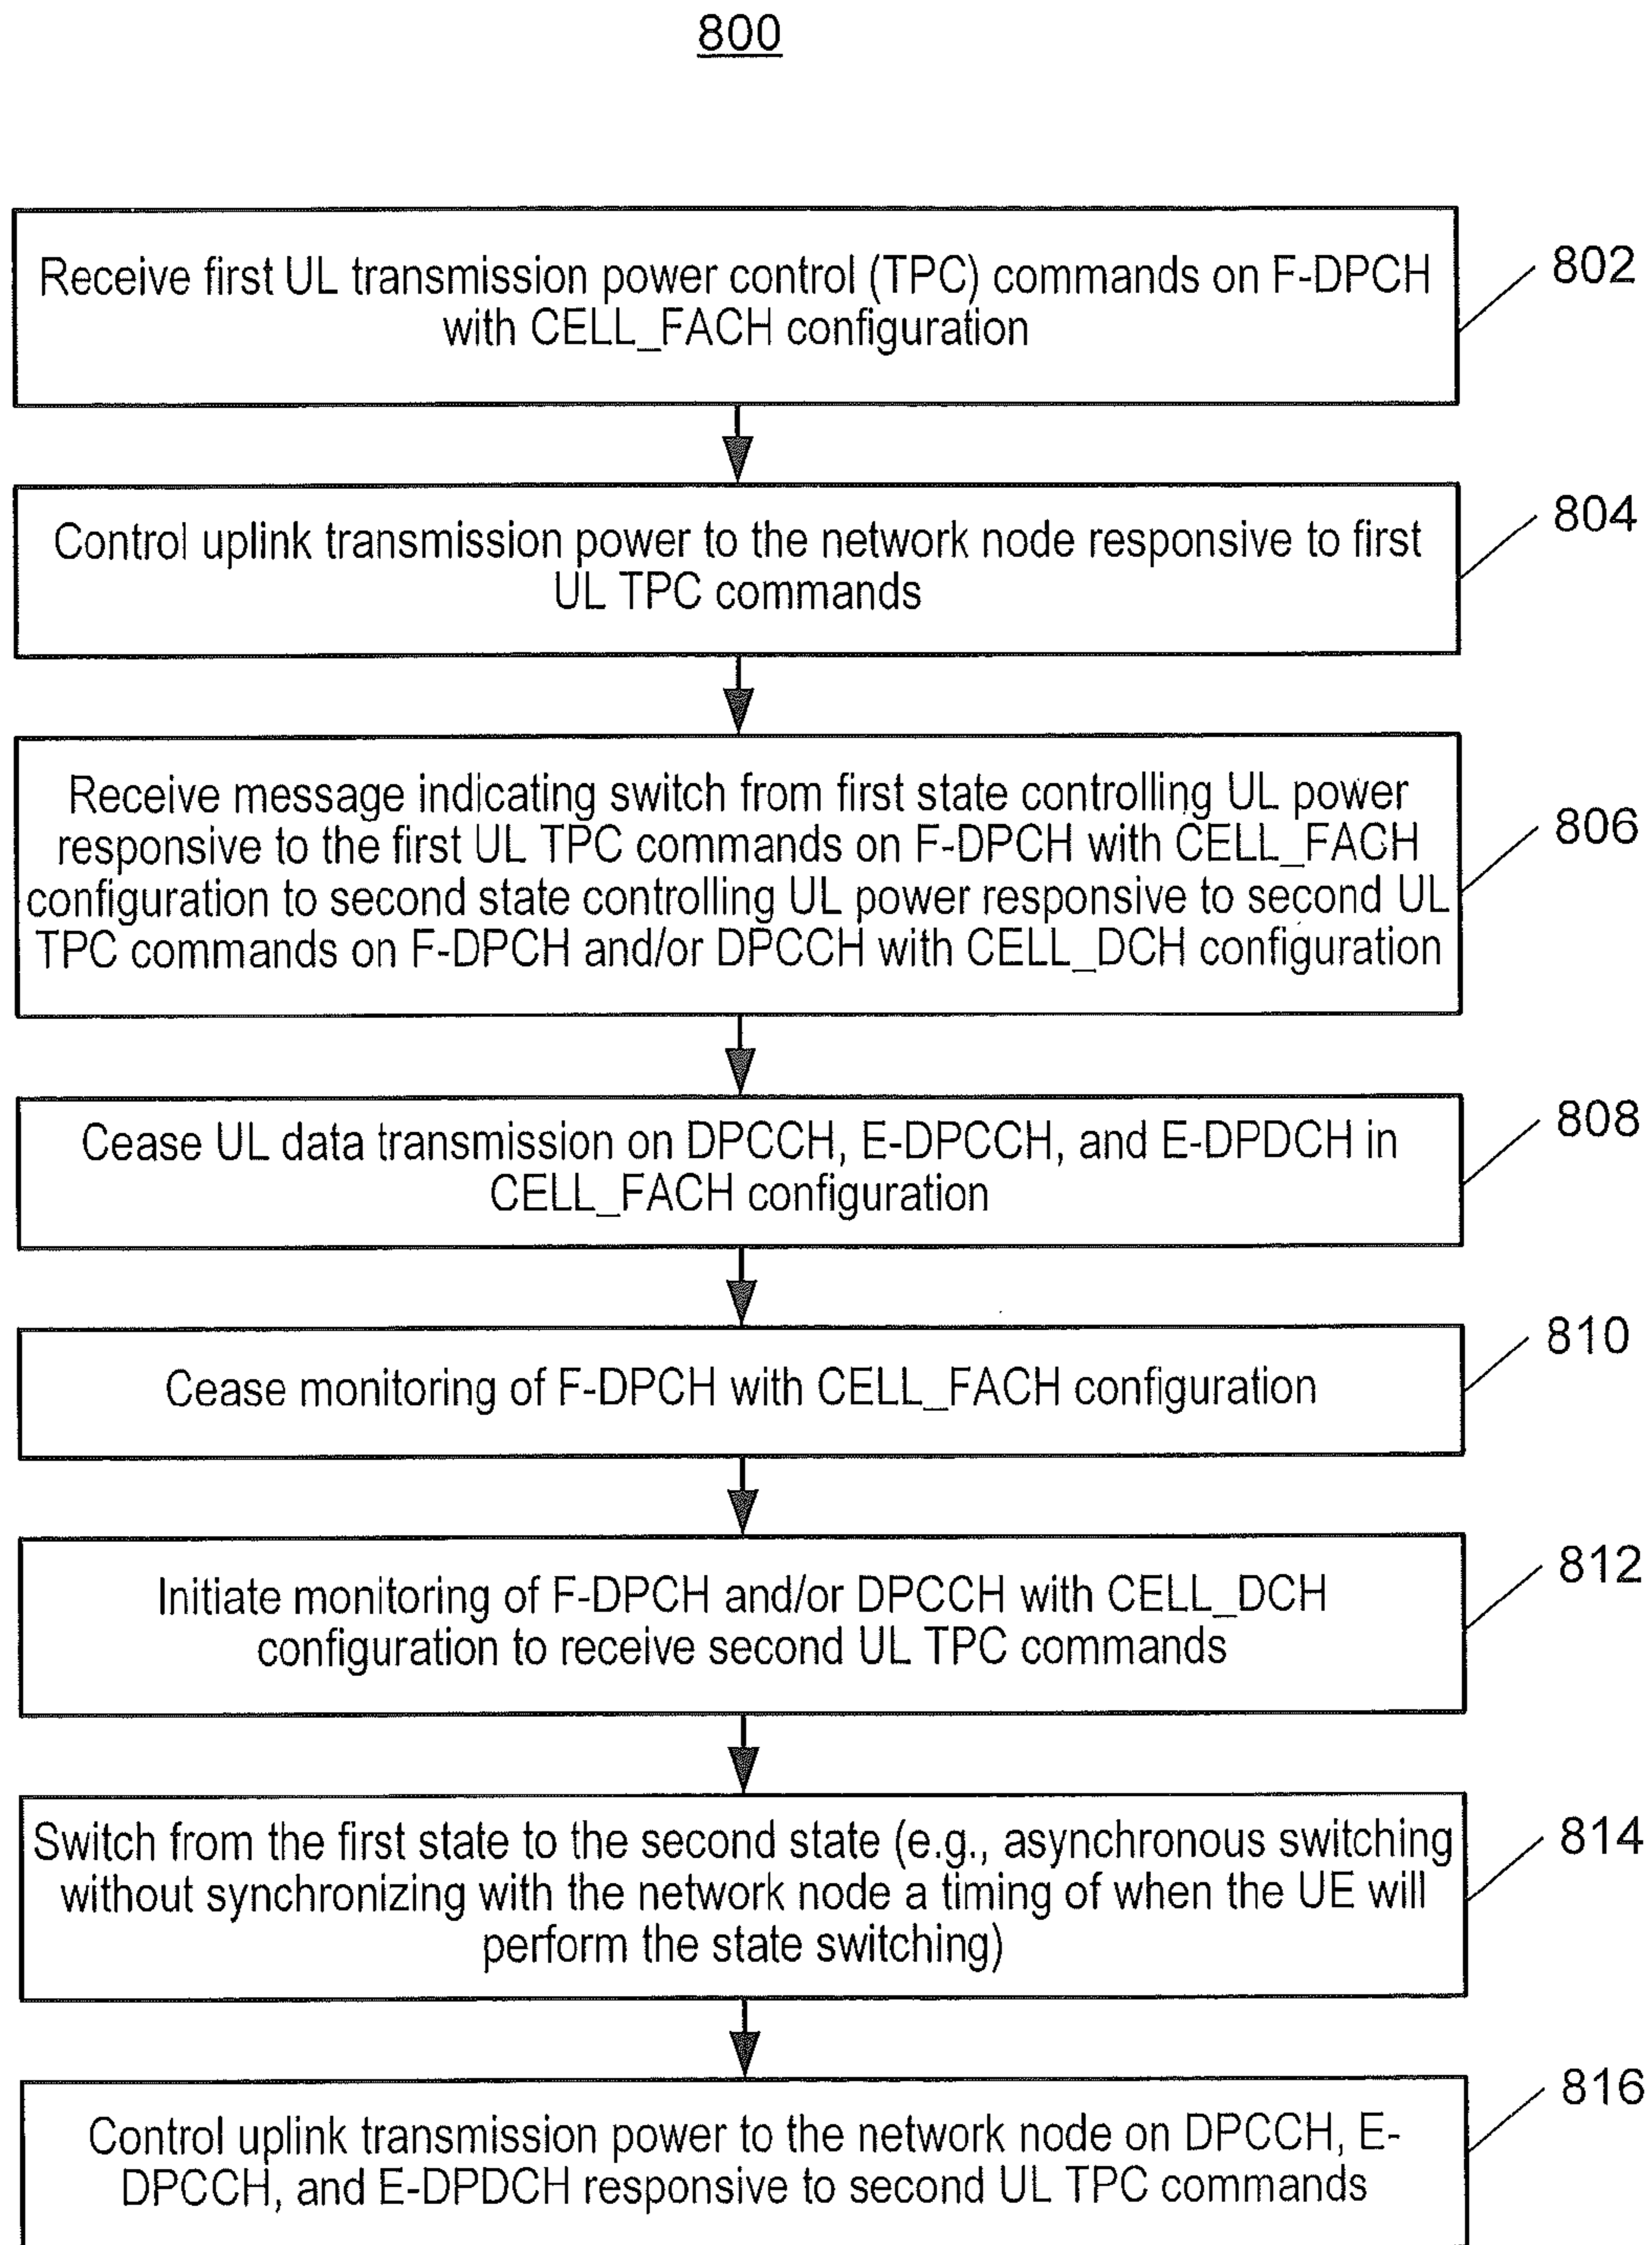 800
Receive first UL transmission power control (TPC) commands on F-DPCH
with CELL_FACH configuration
802
Control uplink transmission power to the network node responsive to first
UL TPC commands
804
Receive message indicating switch from first state controlling UL power
responsive to the first UL TPC commands on F-DPCH with CELL_FACH
configuration to second state controlling UL power responsive to second UL
TPC commands on F-DPCH and/or DPCCH with CELL_DCH configuration
806
Cease UL data transmission on DPCCH, E-DPCCH, and E-DPDCH in
CELL_FACH configuration
808
Cease monitoring of F-DPCH with CELL_FACH configuration
810
Initiate monitoring of F-DPCH and/or DPCCH with CELL_DCH
configuration to receive second UL TPC commands
812
Switch from the first state to the second state (e.g., asynchronous switching
without synchronizing with the network node a timing of when the UE will
perform the state switching)
814
Control uplink transmission power to the network node on DPCCH, E-
DPCCH, and E-DPDCH responsive to second UL TPC commands
816